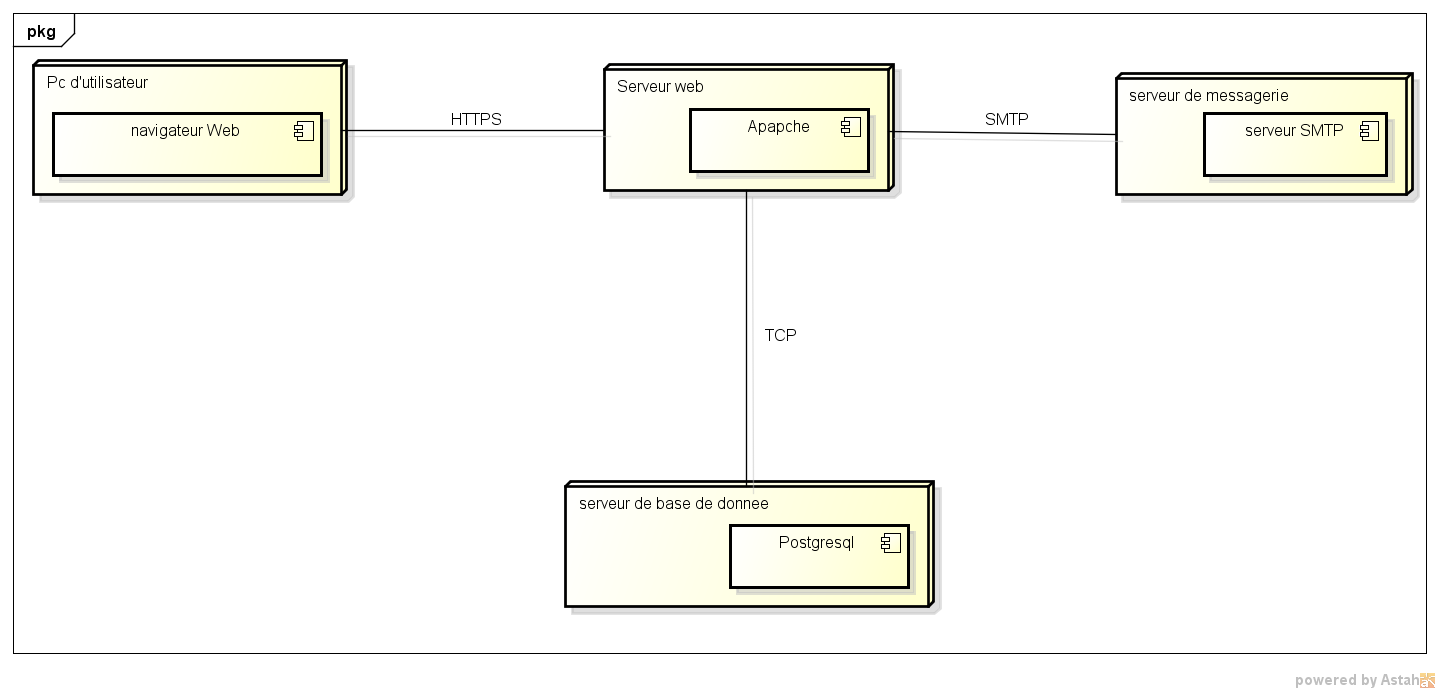 pkg
Pc d'utilisateur
navigateur Web
HTTPS
Serveur web
Apapche
SMTP
serveur de messagerie
serveur SMTP
TCP
serveur de base de donnee
Postgresql
powered by Astah